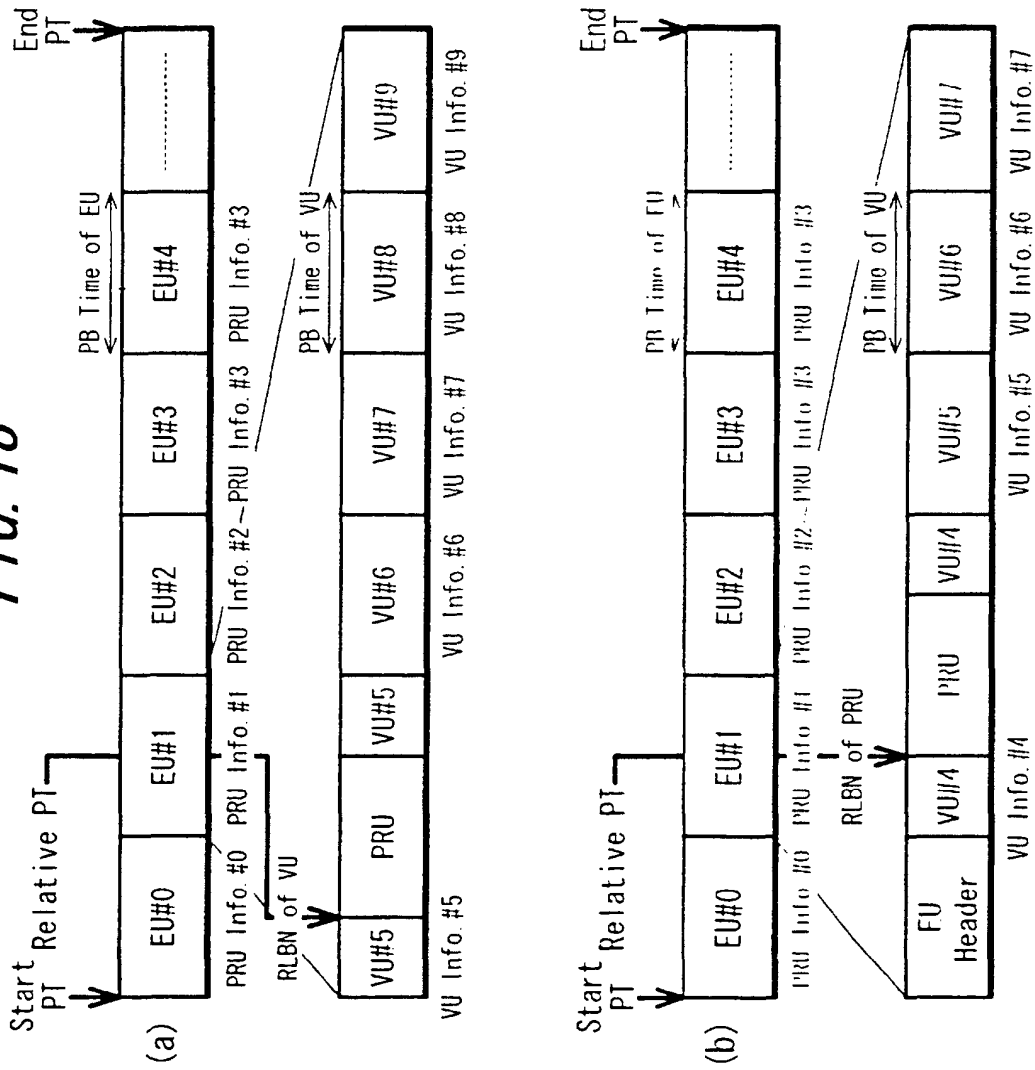 Start
PT
Relative PT
End
PT
PB Time of EU
(a)
EU#0
EU#1
EU#2
EU#3
EU#4
PRU Info.#0
PRU Info.#1
PRU Info.#2
PRU Info.#3
PRU Info.#3
RLBN of VU
PB Time of VU
VU#5
PRU
VU#5
VU#6
VU#7
VU#8
VU#9
VU Info.#5
VU Info.#6
VU Info.#7
VU Info.#8
VU Info.#9
Start
PT
Relative PT
End
PT
PB Time of EU
(b)
EU#0
EU#1
EU#2
EU#3
EU#4
PRU Info #0
PRU Info #1
PRU Info.#2
PRU Info #3
PRU Info #3
RLBN of PRU
PB Time of VU
EU
Header
VU#4
PRU
VU#4
VU#5
VU#6
VU#7
VU Info.#4
VU Info.#5
VU Info.#6
VU Info.#7